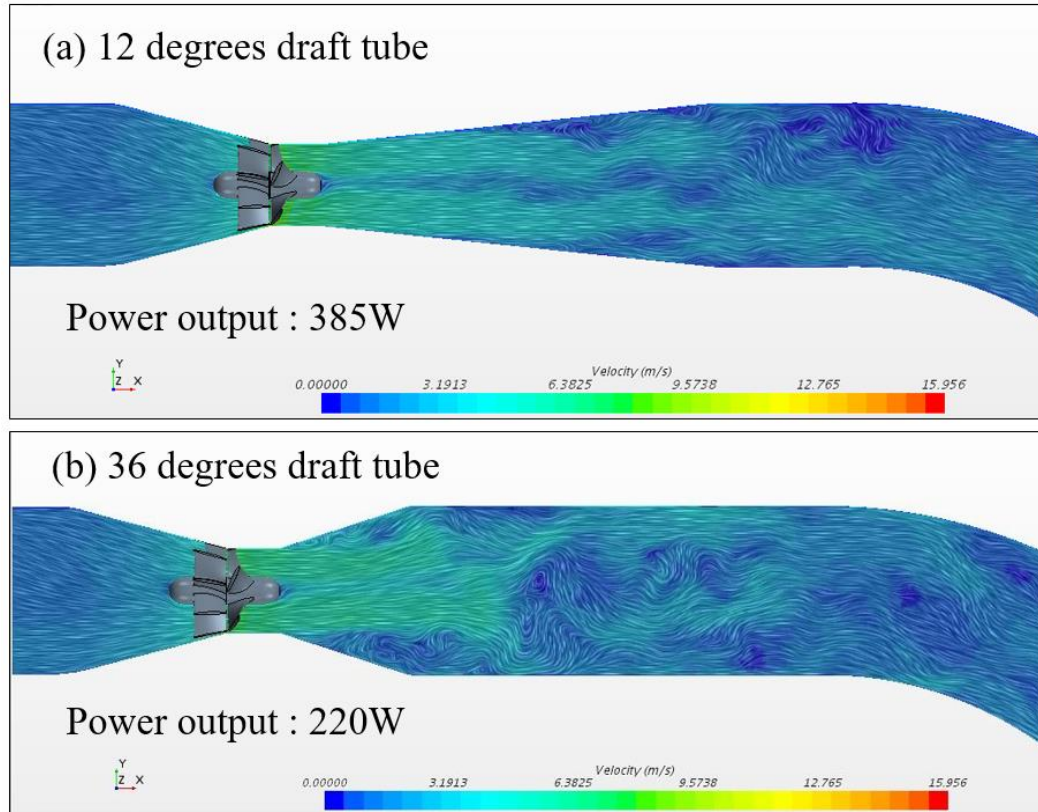 (a) 12 degrees draft tube
Power output : 385W
Y
Z X
Velocity (m/s)
0.00000 3.1913 6.3825 9.5738 12.765 15.956
(b) 36 degrees draft tube
Power output : 220W
Y
Z X
Velocity (m/s)
0.00000 3.1913 6.3825 9.5738 12.765 15.956